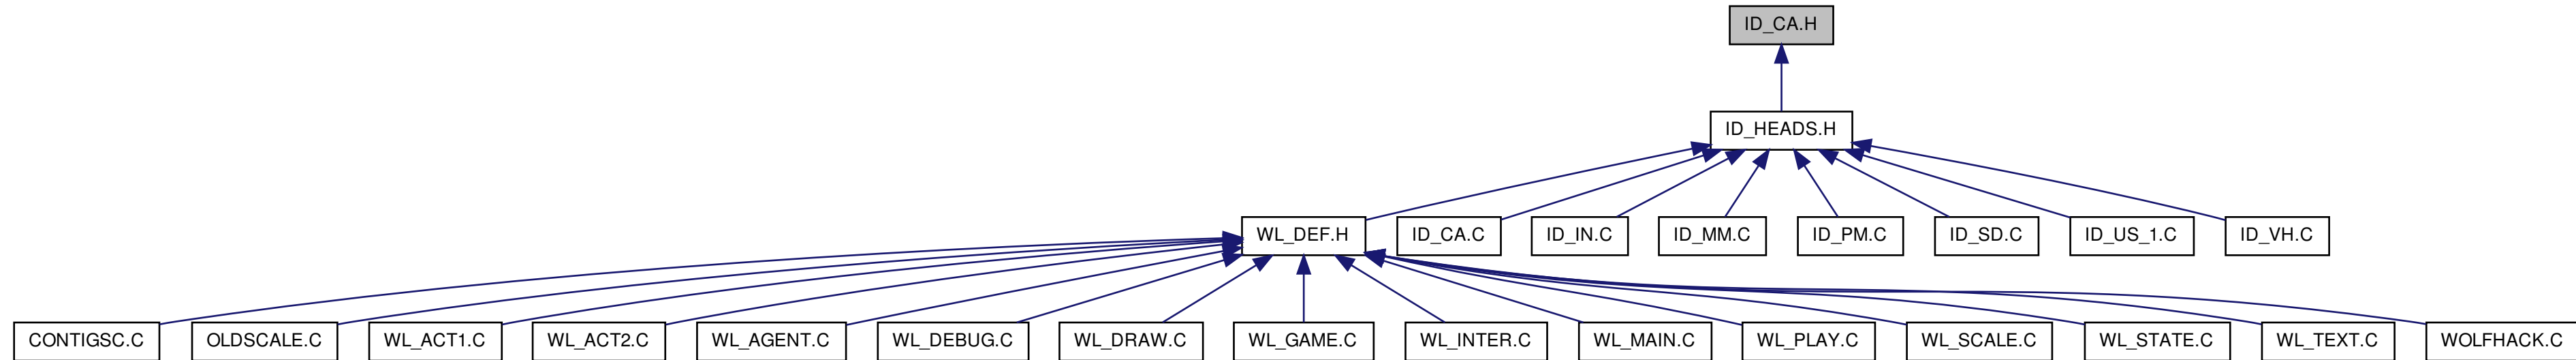 ID_CA.H
ID_HEADS.H
WL_DEF.H
ID_CA.C
ID_IN.C
ID_MM.C
ID_PM.C
ID_SD.C
ID_US_1.C
ID_VH.C
CONTIGSC.C
OLDSCALE.C
WL_ACT1.C
WL_ACT2.C
WL_AGENT.C
WL_DEBUG.C
WL_DRAW.C
WL_GAME.C
WL_INTER.C
WL_MAIN.C
WL_PLAY.C
WL_SCALE.C
WL_STATE.C
WL_TEXT.C
WOLFHACK.C